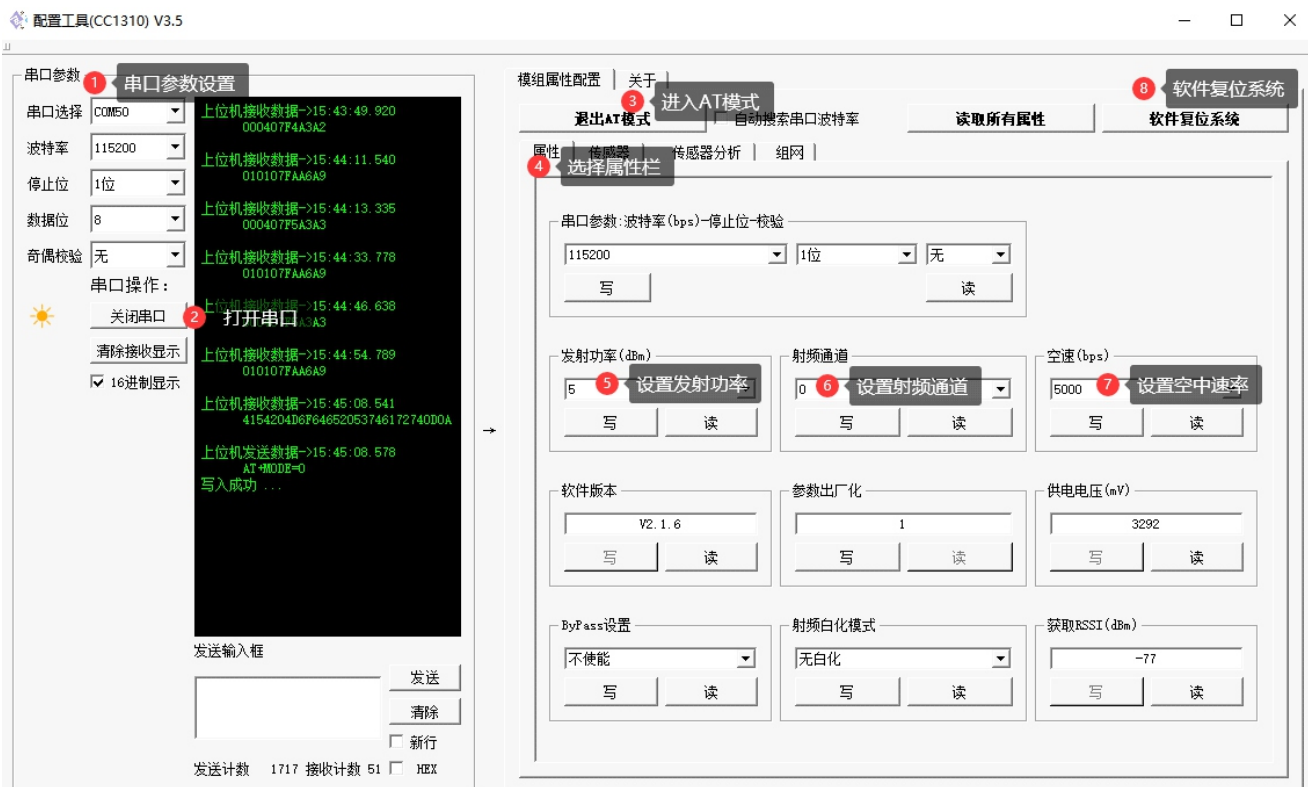 配置工具(CC1310) V3.5
串口参数
1 串口参数设置
串口选择 COM50
波特率 115200
停止位 1位
数据位 8
奇偶校验 无
串口操作：
关闭串口
2 打开串口
清除接收显示
16进制显示
上位机接收数据->15:43:49.920
000407F4A3A2
上位机接收数据->15:44:11.540
010107FAA6A9
上位机接收数据->15:44:13.335
000407F5A3A3
上位机接收数据->15:44:33.778
010107FAA6A9
上位机接收数据->15:44:46.638
A3A3
上位机接收数据->15:44:54.789
010107FAA6A9
上位机接收数据->15:45:08.541
4154204D6F64652053746172740D0A
上位机发送数据->15:45:08.578
AT+MODE=0
写入成功 ...
发送输入框
发送
清除
新行
发送计数 1717 接收计数 51 HEX
→
模组属性配置 关于
3 进入AT模式
8 软件复位系统
退出AT模式 自动搜索串口波特率 读取所有属性 软件复位系统
属性 传感器 传感器分析 组网
4 选择属性栏
串口参数:波特率(bps)-停止位-校验
115200 1位 无
写 读
发射功率(dBm) 射频通道 空速(bps)
5 5 设置发射功率 0 6 设置射频通道 5000 7 设置空中速率
写 读 写 读 写 读
软件版本 参数出厂化 供电电压(mV)
V2.1.6 1 3292
写 读 写 读 写 读
ByPass设置 射频白化模式 获取RSSI(dBm)
不使能 无白化 -77
写 读 写 读 写 读